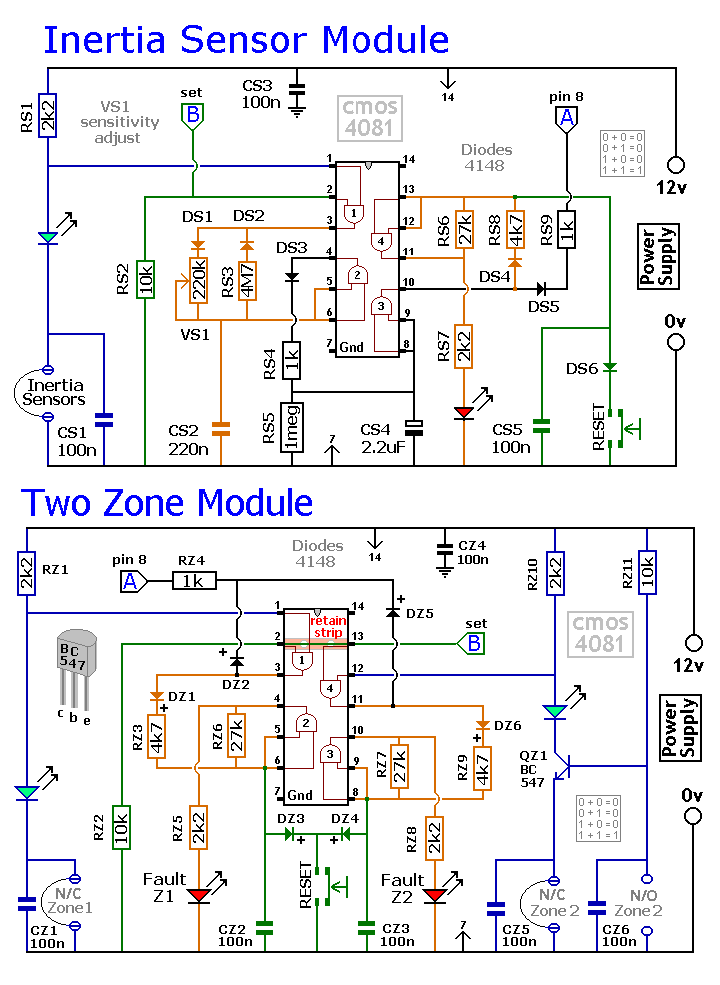 Inertia Sensor Module
RS1
2k2
VS1
sensitivity
adjust
set
B
CS3
100n
cmos
4081
14
pin 8
A
Diodes
4148
0 + 0 = 0
0 + 1 = 0
1 + 0 = 0
1 + 1 = 1
12v
Power
Supply
0v
1
2
3
4
5
6
7
Gnd
14
13
12
11
10
9
8
1
2
3
4
RS2
10k
DS1
DS2
220k
RS3
4M7
VS1
DS3
RS4
1k
RS5
1meg
RS6
27k
RS8
4k7
RS9
1k
DS4
DS5
RS7
2k2
DS6
RESET
Inertia
Sensors
CS1
100n
CS2
220n
7
CS4
2.2uF
CS5
100n
Two Zone Module
RZ1
2k2
pin 8
A
RZ4
1k
Diodes
4148
14
CZ4
100n
RZ10
2k2
RZ11
10k
cmos
4081
12v
Power
Supply
0v
BC
547
c b e
1
2
3
4
5
6
7
Gnd
14
13
12
11
10
9
8
retain
strip
1
2
3
4
set
B
+
DZ5
+
DZ2
DZ1
+
RZ3
4k7
RZ6
27k
RZ2
10k
RZ5
2k2
DZ6
+
RZ7
27k
RZ9
4k7
RZ8
2k2
QZ1
BC
547
0 + 0 = 0
0 + 1 = 0
1 + 0 = 0
1 + 1 = 1
DZ3
+
DZ4
+
RESET
Fault
Z1
Fault
Z2
N/C
Zone1
CZ1
100n
CZ2
100n
CZ3
100n
7
N/C
Zone 2
CZ5
100n
N/O
Zone 2
CZ6
100n